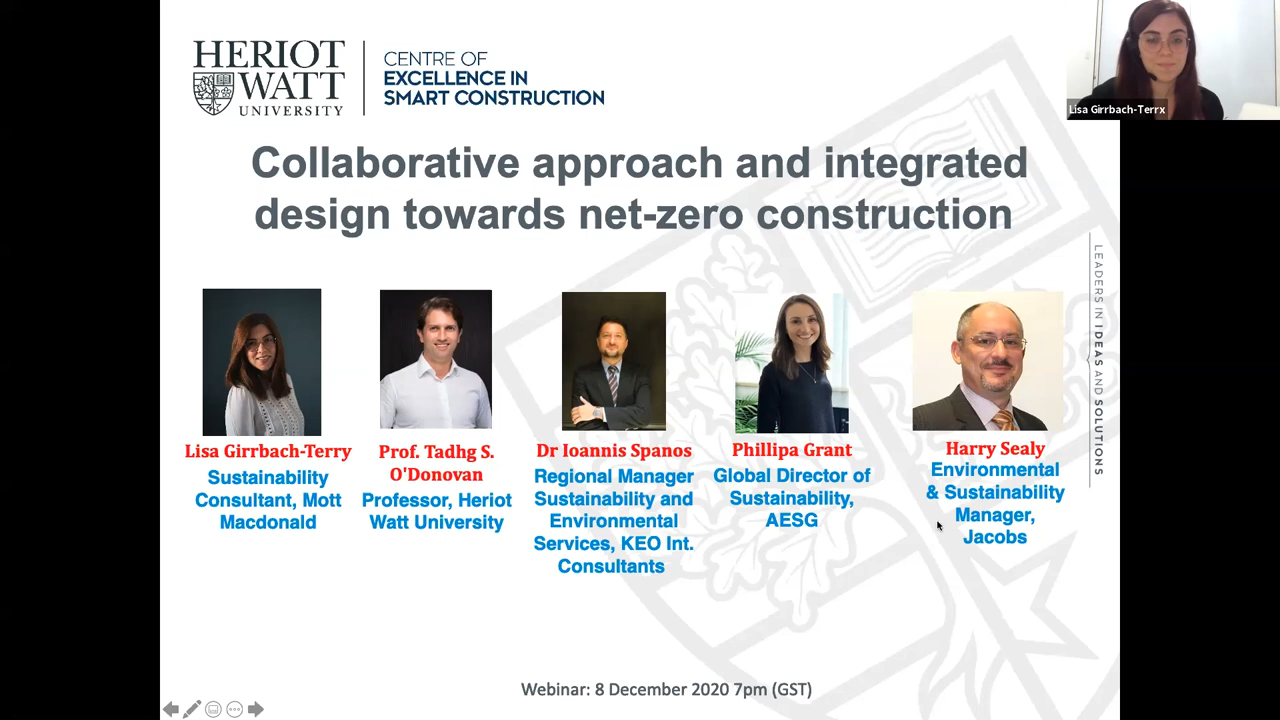 HERIOT
WATT
UNIVERSITY
CENTRE OF
EXCELLENCE IN
SMART CONSTRUCTION
Lisa Girrbach-Terrx
Collaborative approach and integrated
design towards net-zero construction
LEADERS IN IDEAS AND SOLUTIONS
Lisa Girrbach-Terry
Sustainability
Consultant, Mott
Macdonald
Prof. Tadhg S.
O'Donovan
Professor, Heriot
Watt University
Dr Ioannis Spanos
Regional Manager
Sustainability and
Environmental
Services, KEO Int.
Consultants
Phillipa Grant
Global Director of
Sustainability,
AESG
Harry Sealy
Environmental
& Sustainability
Manager,
Jacobs
Webinar: 8 December 2020 7pm (GST)